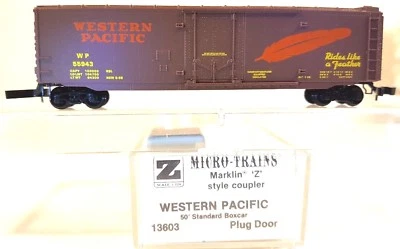 WESTERN
PACIFIC
WP
55943
Rides like
a Feather
Z
MICRO-TRAINS
Marklin 'Z'
style coupler
WESTERN PACIFIC
50' Standard Boxcar
13603 Plug Door